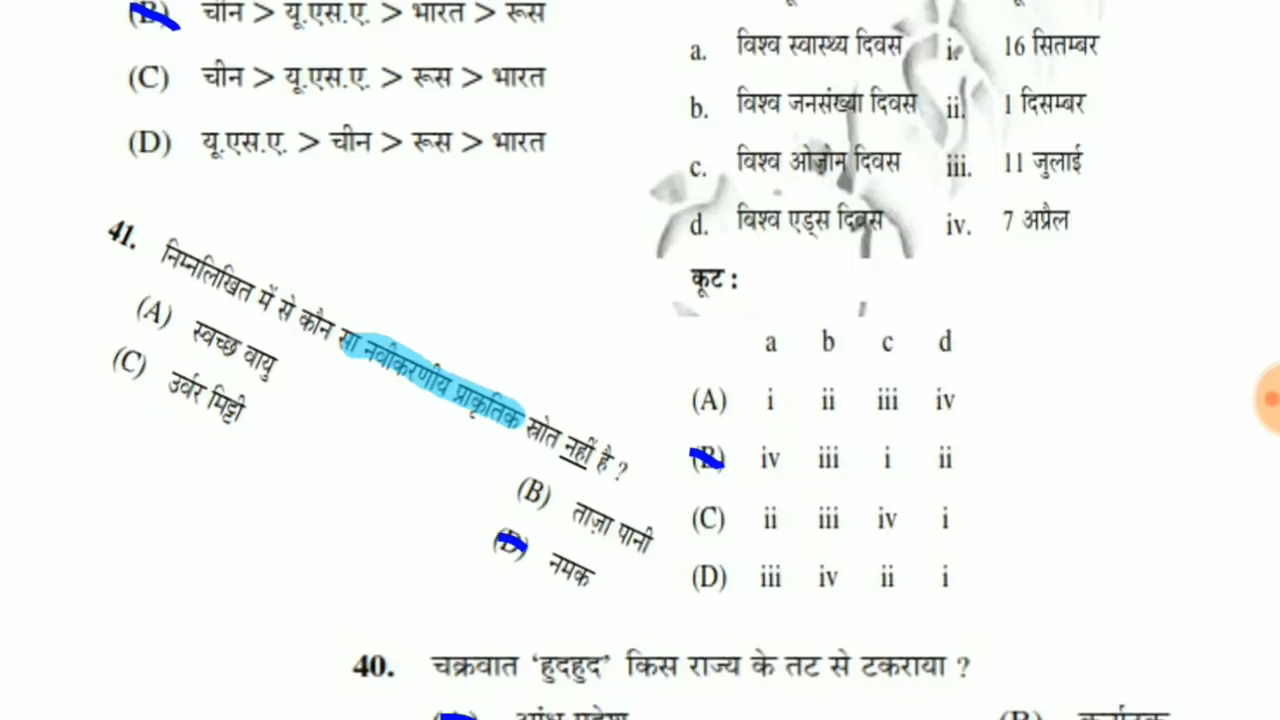 (B) चीन > यू.एस.ए. > भारत > रूस
(C) चीन > यू.एस.ए. > रूस > भारत
(D) यू.एस.ए. > चीन > रूस > भारत
41. निम्नलिखित में से कौन सा नवीकरणीय प्राकृतिक स्रोत नहीं है ?
(A) स्वच्छ वायु
(B) ताज़ा पानी
(C) उर्वर मिट्टी
(D) नमक
a. विश्व स्वास्थ्य दिवस i. 16 सितम्बर
b. विश्व जनसंख्या दिवस ii. 1 दिसम्बर
c. विश्व ओज़ोन दिवस iii. 11 जुलाई
d. विश्व एड्स दिवस iv. 7 अप्रैल
कूट :
a b c d
(A) i ii iii iv
(B) iv iii i ii
(C) ii iii iv i
(D) iii iv ii i
40. चक्रवात ‘हुदहुद’ किस राज्य के तट से टकराया ?